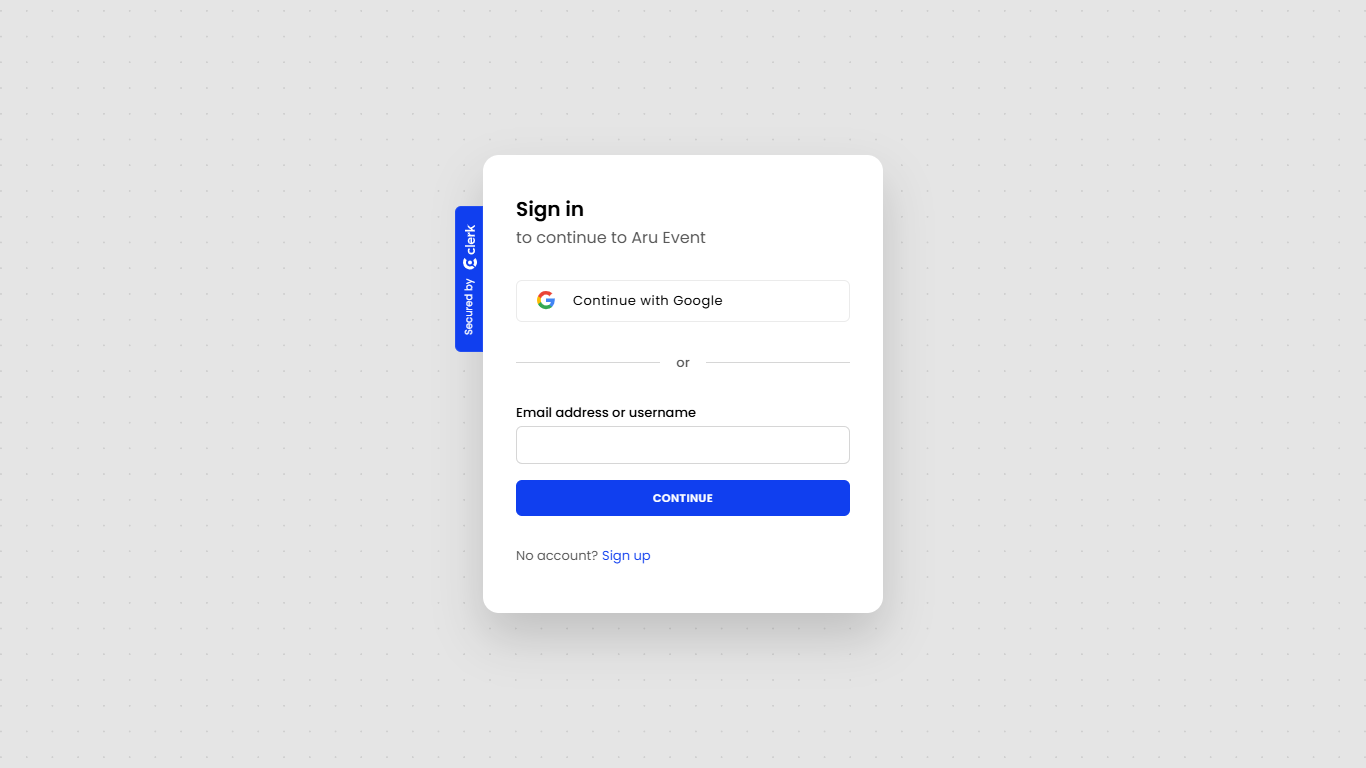 Sign in
to continue to Aru Event
Secured by clerk
Continue with Google
or
Email address or username
CONTINUE
No account? Sign up